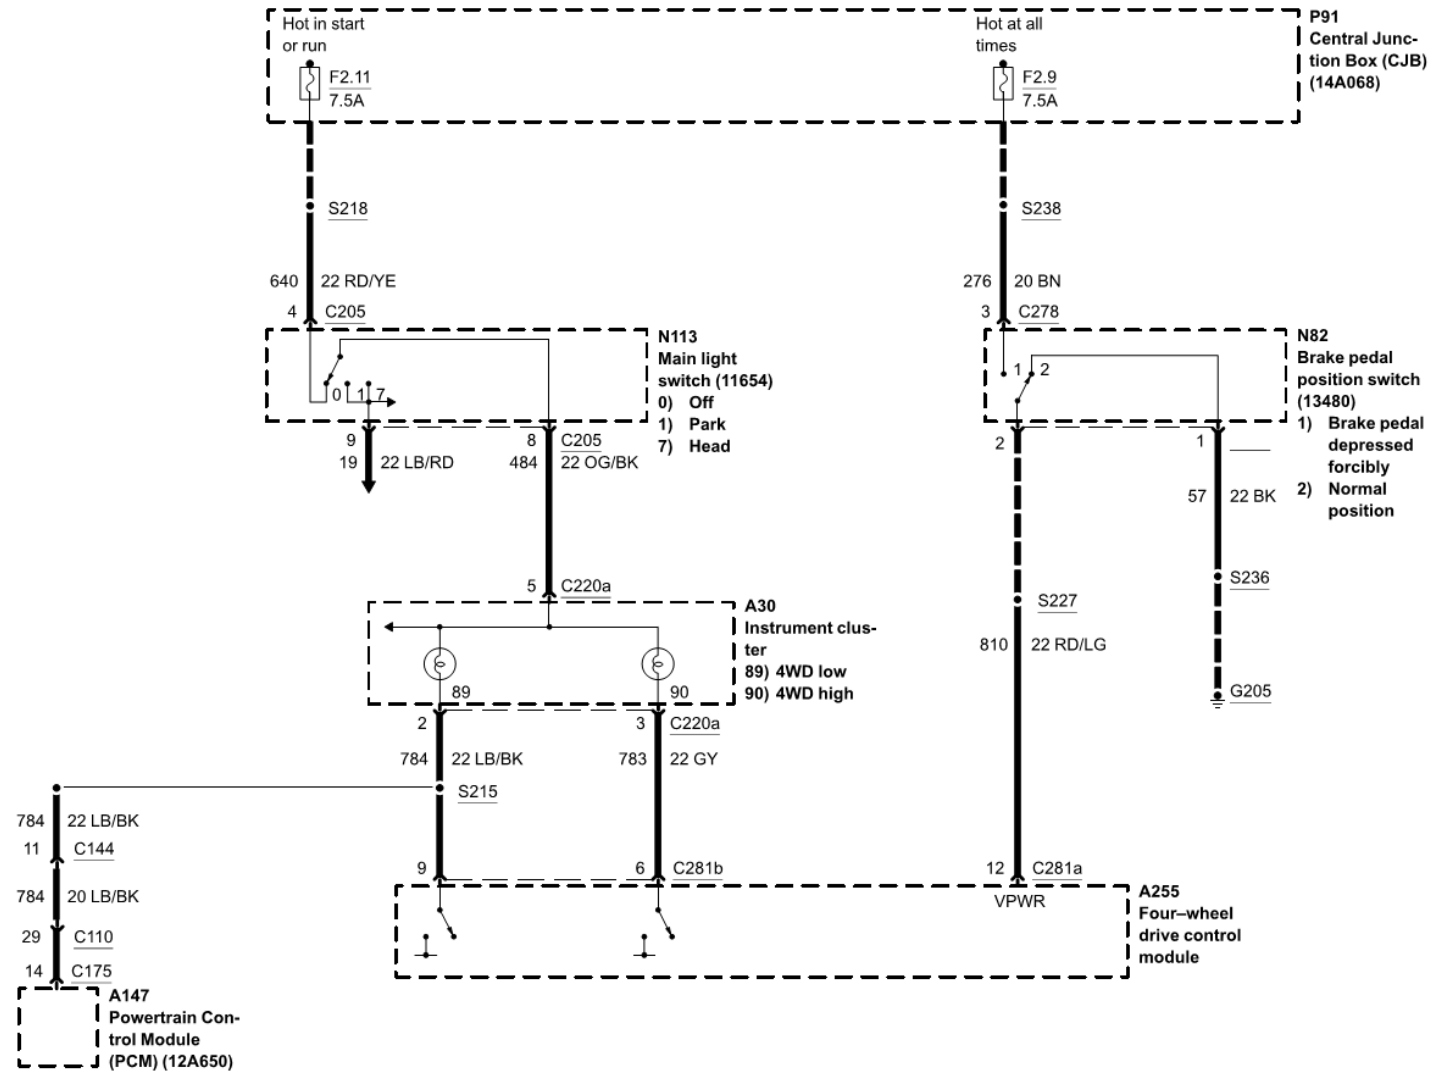 Hot in start
or run
F2.11
7.5A
Hot at all
times
F2.9
7.5A
P91
Central Junc-
tion Box (CJB)
(14A068)
S218
S238
640 22 RD/YE
4 C205
276 20 BN
3 C278
0 1 7
N113
Main light
switch (11654)
0) Off
1) Park
7) Head
1 2
N82
Brake pedal
position switch
(13480)
1) Brake pedal
depressed
forcibly
2) Normal
position
9 8 C205
19 22 LB/RD 484 22 OG/BK
2 1
57 22 BK
S236
5 C220a
S227
810 22 RD/LG
G205
A30
Instrument clus-
ter
89) 4WD low
90) 4WD high
89 90
2 3 C220a
784 22 LB/BK 783 22 GY
S215
784 22 LB/BK
11 C144
784 20 LB/BK
29 C110
14 C175
A147
Powertrain Con-
trol Module
(PCM) (12A650)
9 6 C281b
12 C281a
VPWR
A255
Four–wheel
drive control
module